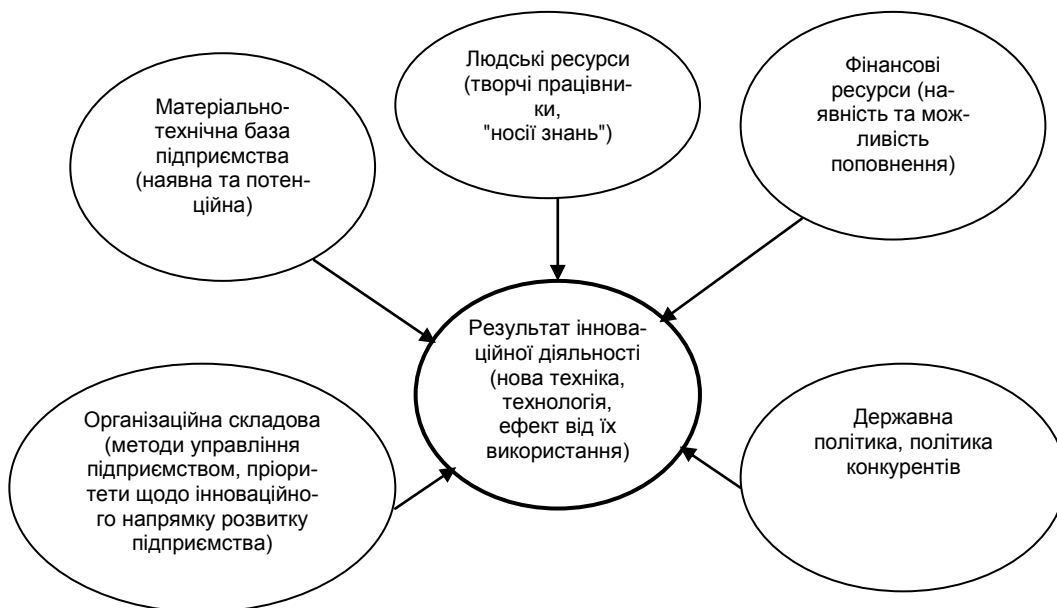 Матеріально-
технічна база
підприємства
(наявна та потен-
ційна)
Людські ресурси
(творчі працівни-
ки,
"носії знань")
Фінансові
ресурси (на-
явність та мож-
ливість
поповнення)
Результат іннова-
ційної діяльності
(нова техніка,
технологія,
ефект від їх
використання)
Організаційна складова
(методи управління
підприємством, пріори-
тети щодо інноваційно-
го напрямку розвитку
підприємства)
Державна
політика, політика
конкурентів